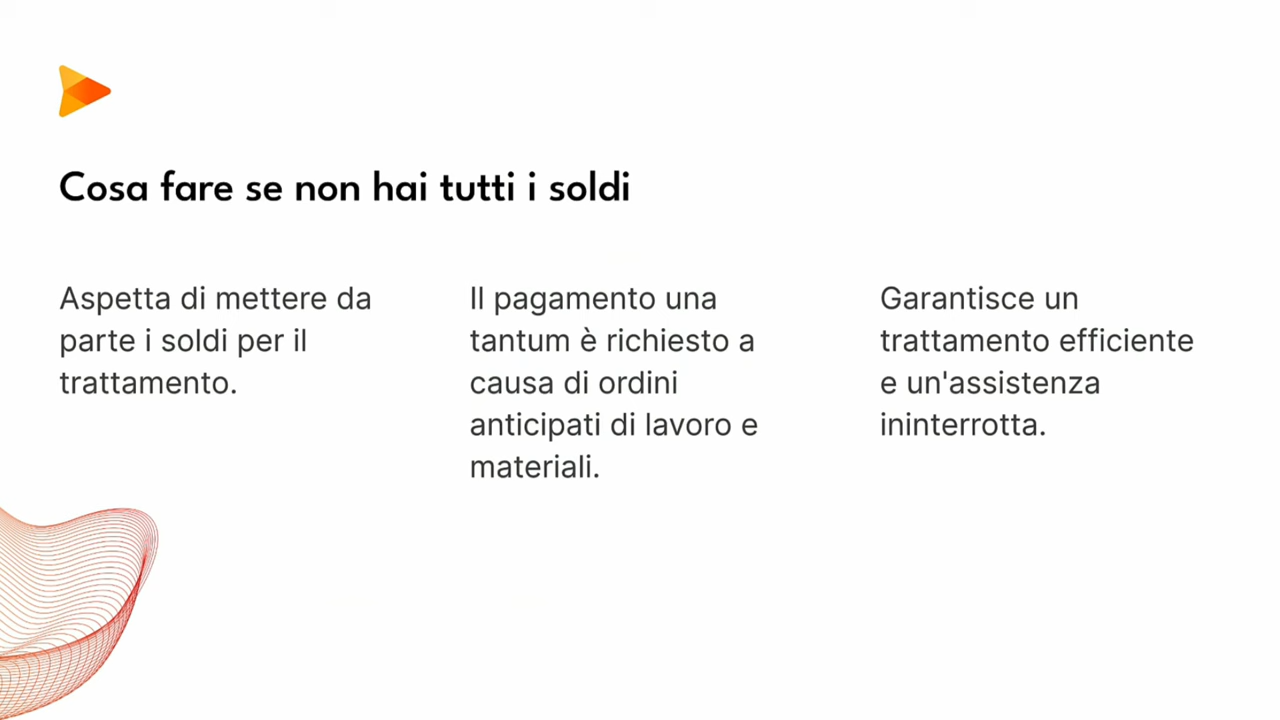 Cosa fare se non hai tutti i soldi
Aspetta di mettere da
parte i soldi per il
trattamento.
Il pagamento una
tantum è richiesto a
causa di ordini
anticipati di lavoro e
materiali.
Garantisce un
trattamento efficiente
e un'assistenza
ininterrotta.